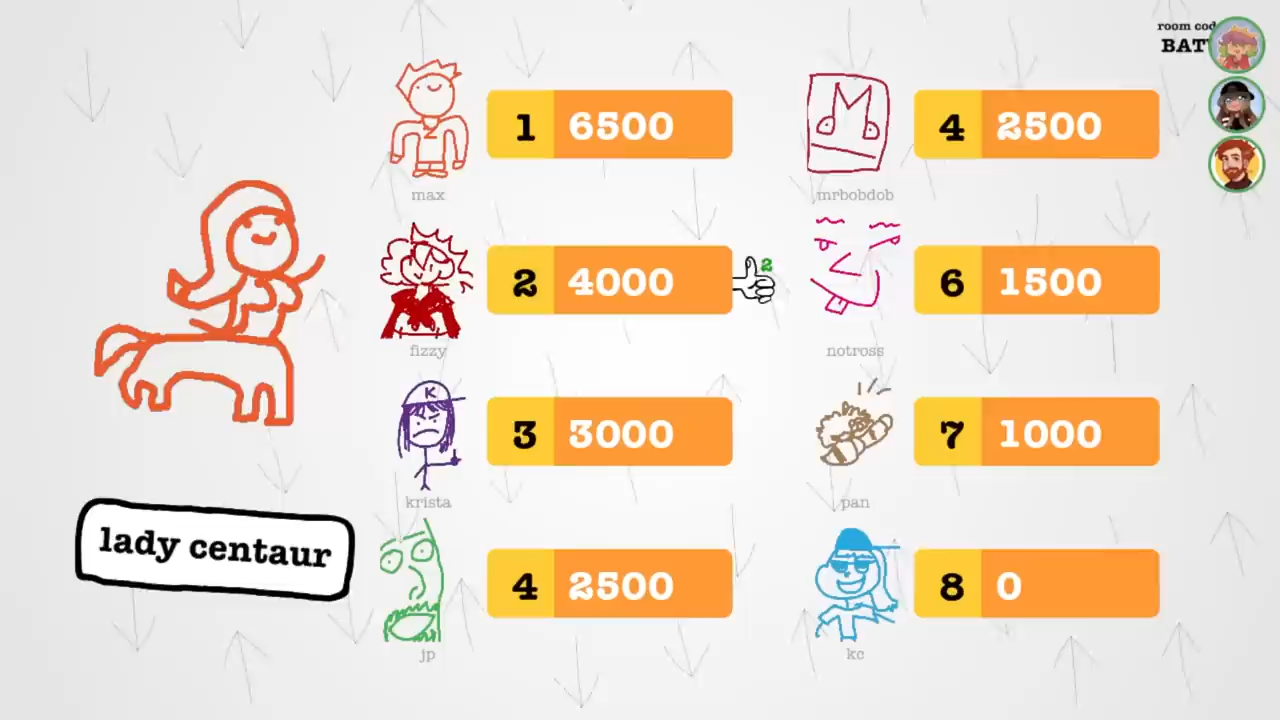 room cod
BAT
1 6500
max
4 2500
mrbobdob
2 4000
2
fizzy
6 1500
notross
K
3 3000
krista
7 1000
pan
lady centaur
4 2500
jp
8 0
kc